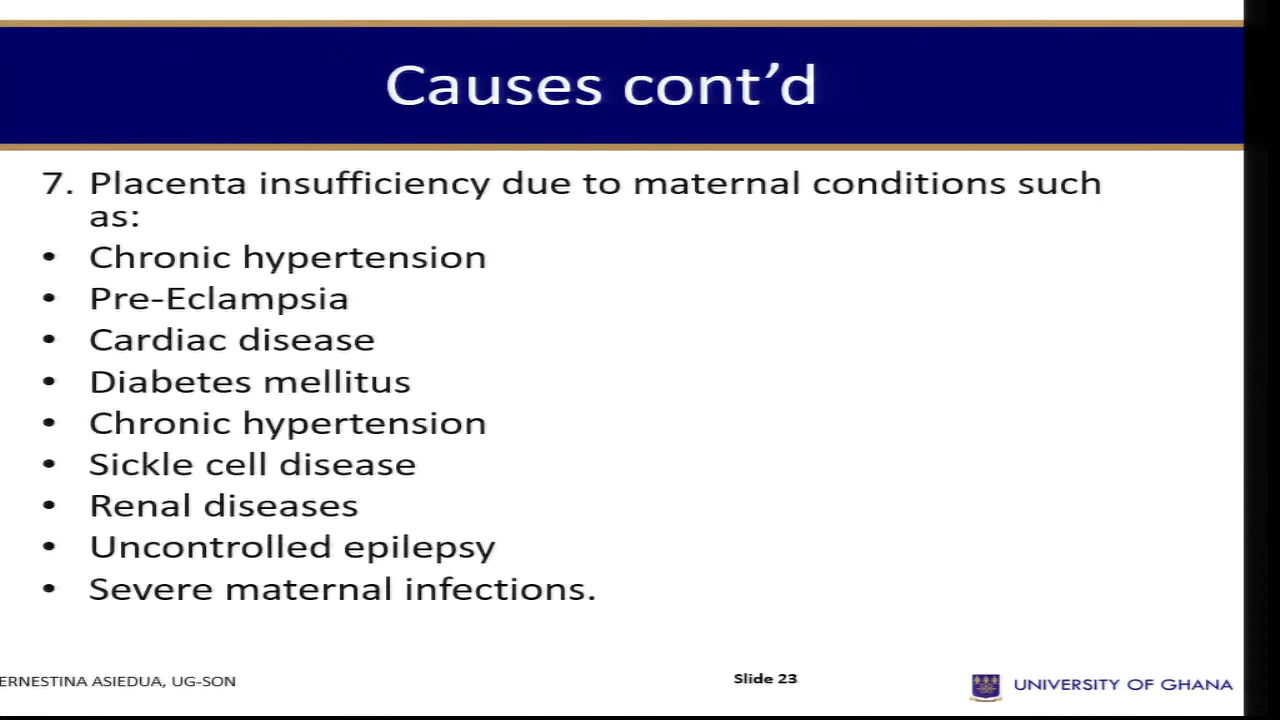 Causes cont’d
7. Placenta insufficiency due to maternal conditions such
as:
• Chronic hypertension
• Pre-Eclampsia
• Cardiac disease
• Diabetes mellitus
• Chronic hypertension
• Sickle cell disease
• Renal diseases
• Uncontrolled epilepsy
• Severe maternal infections.
ERNESTINA ASIEDUA, UG-SON
Slide 23
UNIVERSITY OF GHANA